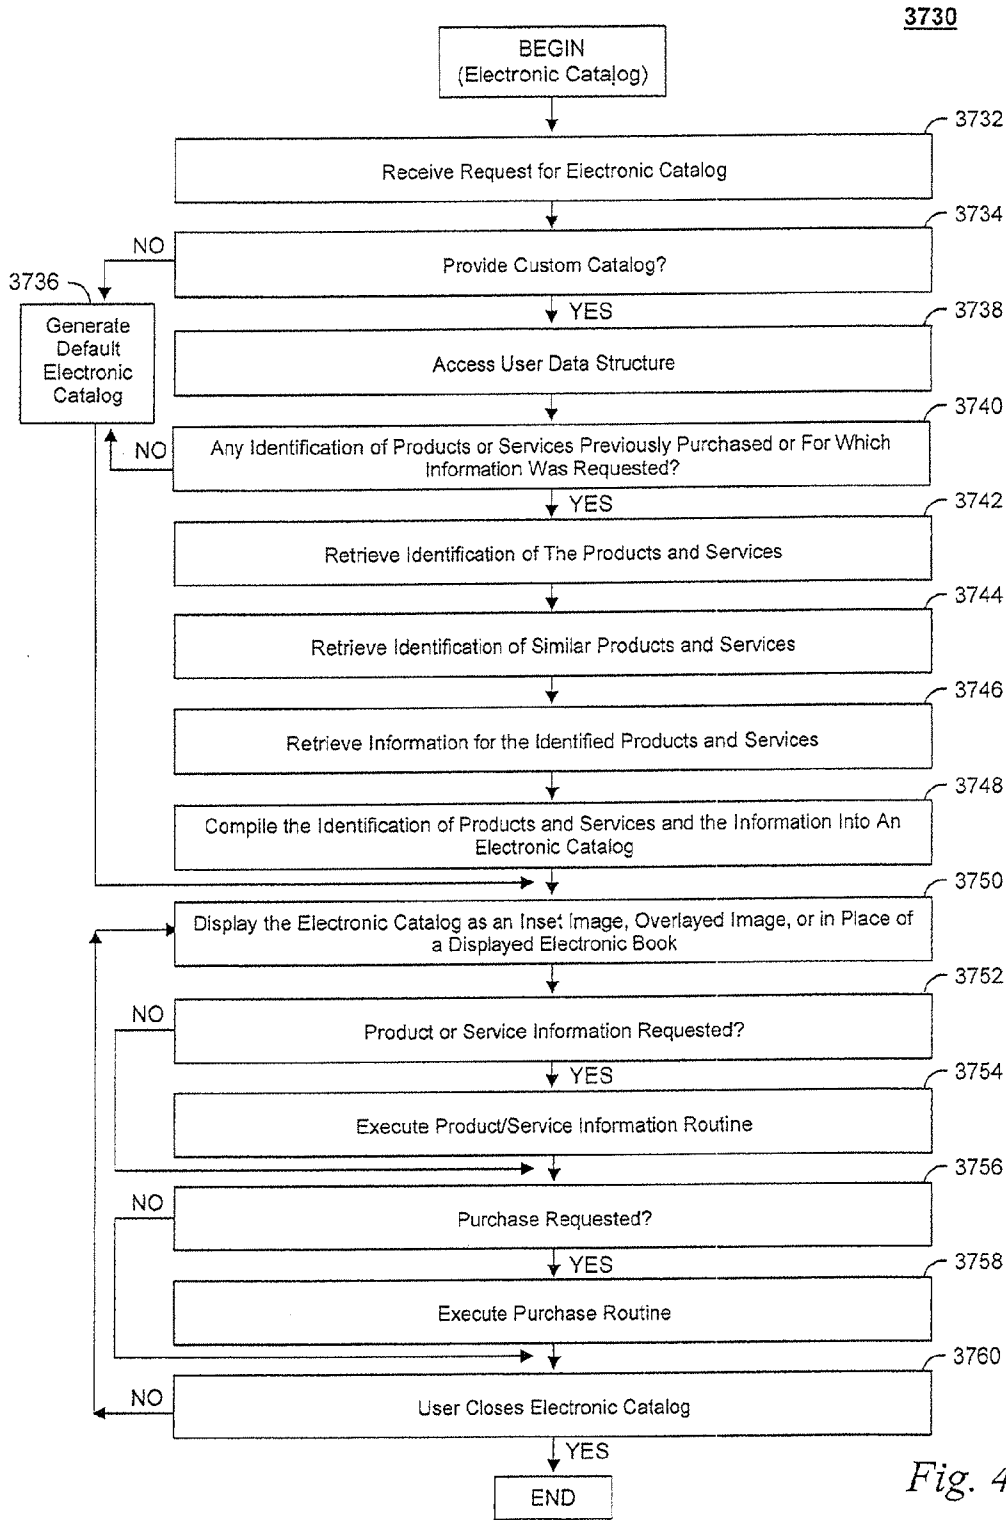 3730
BEGIN
(Electronic Catalog)
3732
Receive Request for Electronic Catalog
3734
NO
Provide Custom Catalog?
3736
YES
3738
Generate
Default
Electronic
Catalog
Access User Data Structure
3740
NO
Any Identification of Products or Services Previously Purchased or For Which
Information Was Requested?
YES
3742
Retrieve Identification of The Products and Services
3744
Retrieve Identification of Similar Products and Services
3746
Retrieve Information for the Identified Products and Services
3748
Compile the Identification of Products and Services and the Information Into An
Electronic Catalog
3750
Display the Electronic Catalog as an Inset Image, Overlayed Image, or in Place of
a Displayed Electronic Book
3752
NO
Product or Service Information Requested?
YES
3754
Execute Product/Service Information Routine
3756
NO
Purchase Requested?
YES
3758
Execute Purchase Routine
3760
NO
User Closes Electronic Catalog
YES
END
Fig. 4